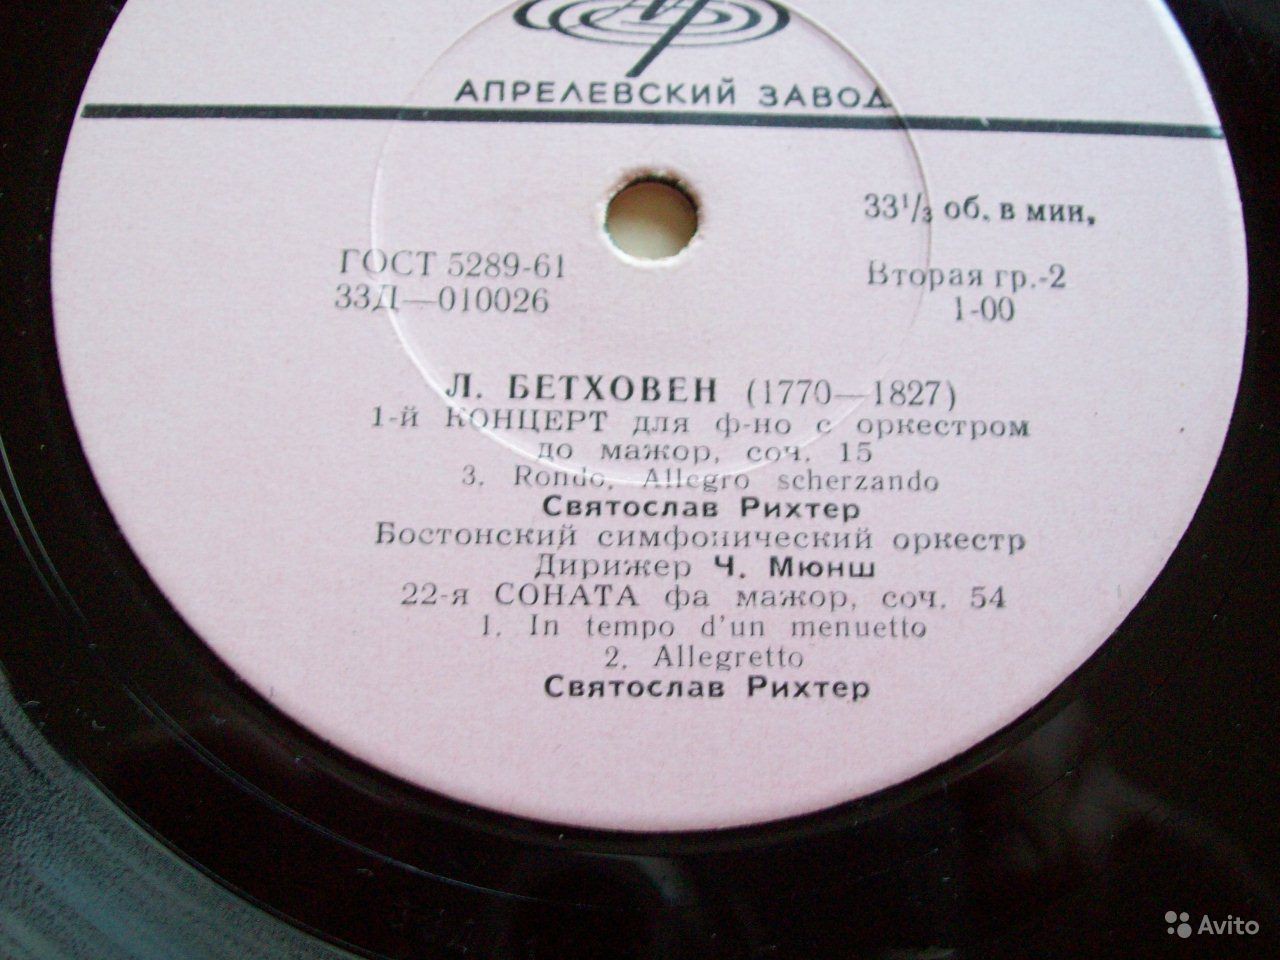 АПРЕЛЕВСКИЙ ЗАВОД
33⅓ об. в мин.
ГОСТ 5289-61
Вторая гр.-2
33Д—010026
1-00
Л. БЕТХОВЕН (1770—1827)
1-й КОНЦЕРТ для ф-но с оркестром
до мажор, соч. 15
3. Rondo. Allegro scherzando
Святослав Рихтер
Бостонский симфонический оркестр
Дирижер Ч. Мюнш
22-я СОНАТА фа мажор, соч. 54
1. In tempo d'un menuetto
2. Allegretto
Святослав Рихтер
Avito